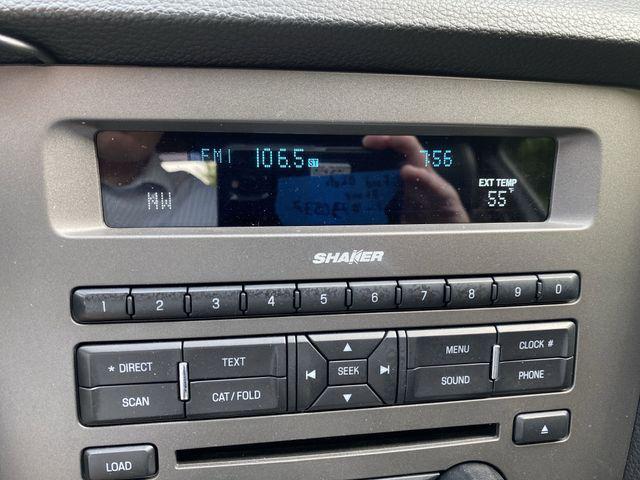 FM1 106.5 ST 7:56
NW
EXT TEMP
55°F
SHAKER
1 2 3 4 5 6 7 8 9 0
* DIRECT TEXT MENU CLOCK #
SEEK
SCAN CAT/FOLD SOUND PHONE
LOAD